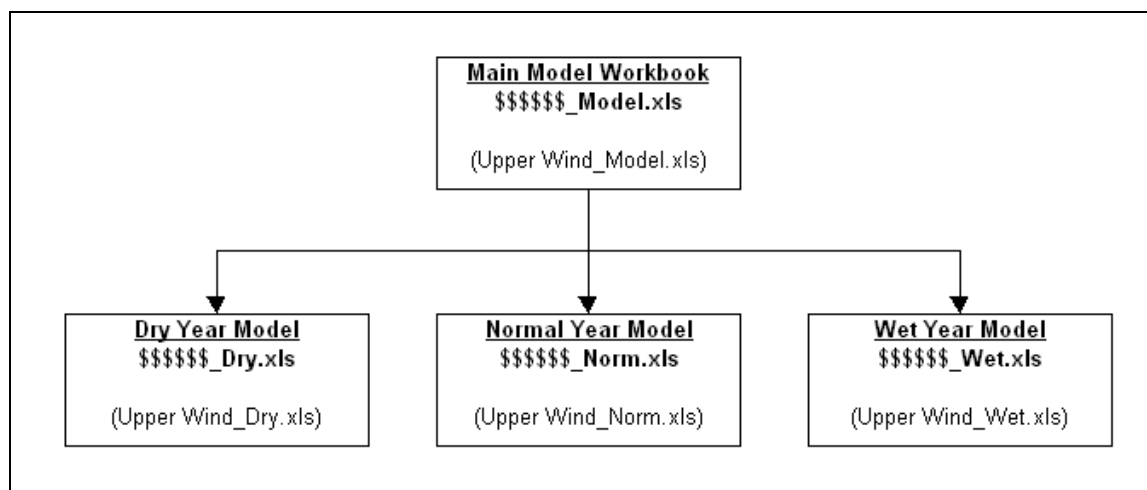 Main Model Workbook
$$$$$$_Model.xls
(Upper Wind_Model.xls)
Dry Year Model
$$$$$$_Dry.xls
(Upper Wind_Dry.xls)
Normal Year Model
$$$$$$_Norm.xls
(Upper Wind_Norm.xls)
Wet Year Model
$$$$$$_Wet.xls
(Upper Wind_Wet.xls)